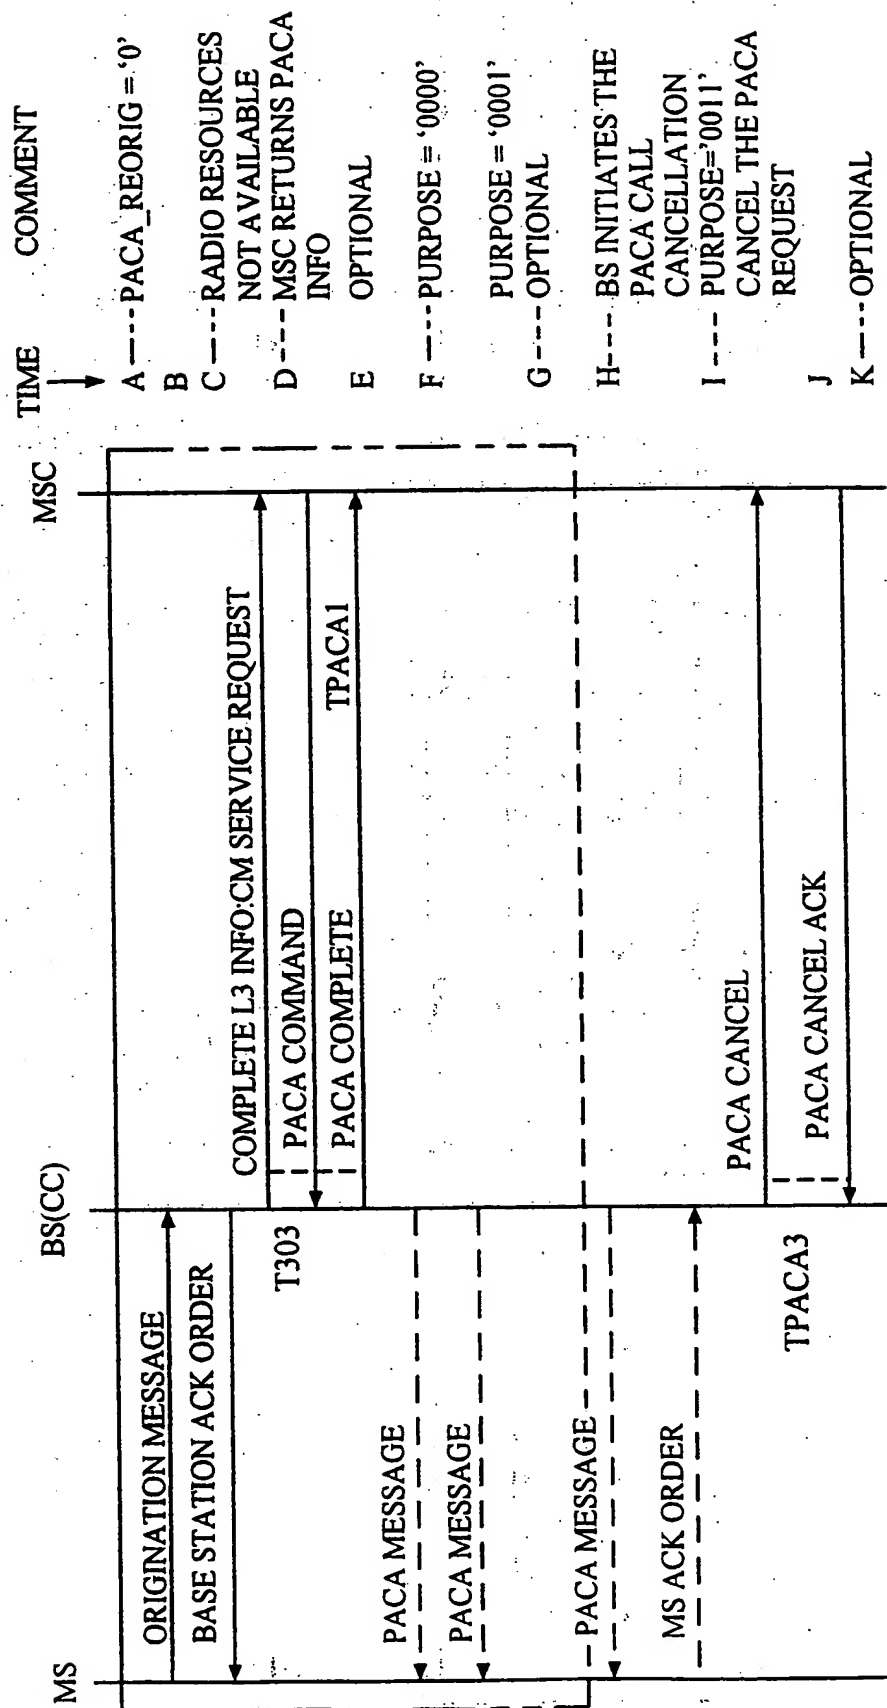 MS
BS(CC)
MSC
TIME
COMMENT
ORIGINATION MESSAGE
A ---- PACA_REORIG = '0'
BASE STATION ACK ORDER
B
COMPLETE L3 INFO:CM SERVICE REQUEST
C ---- RADIO RESOURCES
NOT AVAILABLE
T303
PACA COMMAND
D ---- MSC RETURNS PACA
INFO
PACA COMPLETE
TPACA1
E OPTIONAL
PACA MESSAGE
F ---- PURPOSE = '0000'
PACA MESSAGE
PURPOSE = '0001'
G ---- OPTIONAL
PACA MESSAGE
H ---- BS INITIATES THE
PACA CALL
CANCELLATION
MS ACK ORDER
I --- PURPOSE='0011'
CANCEL THE PACA
REQUEST
PACA CANCEL
J
TPACA3
PACA CANCEL ACK
K ---- OPTIONAL